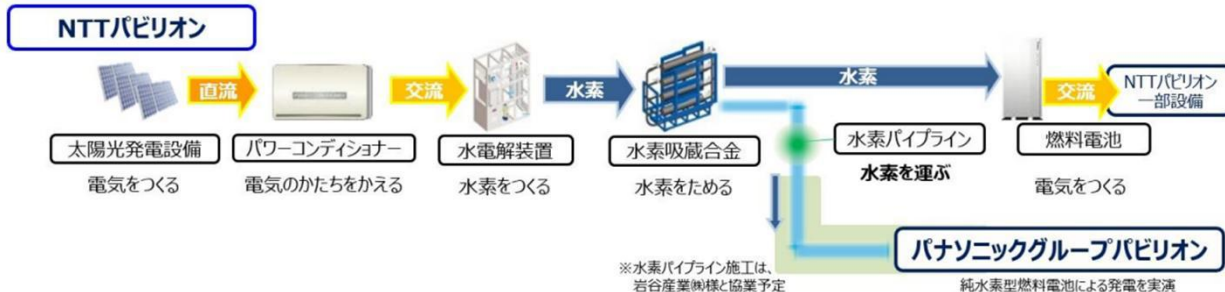 NTTパビリオン
直流
交流
水素
水素
交流
NTTパビリオン
一部設備
太陽光発電設備
パワーコンディショナー
水電解装置
水素吸蔵合金
水素パイプライン
燃料電池
電気をつくる
電気のかたちをかえる
水素をつくる
水素をためる
水素を運ぶ
電気をつくる
パナソニックグループパビリオン
※水素パイプライン施工は、
岩谷産業㈱様と協業予定
純水素型燃料電池による発電を実演